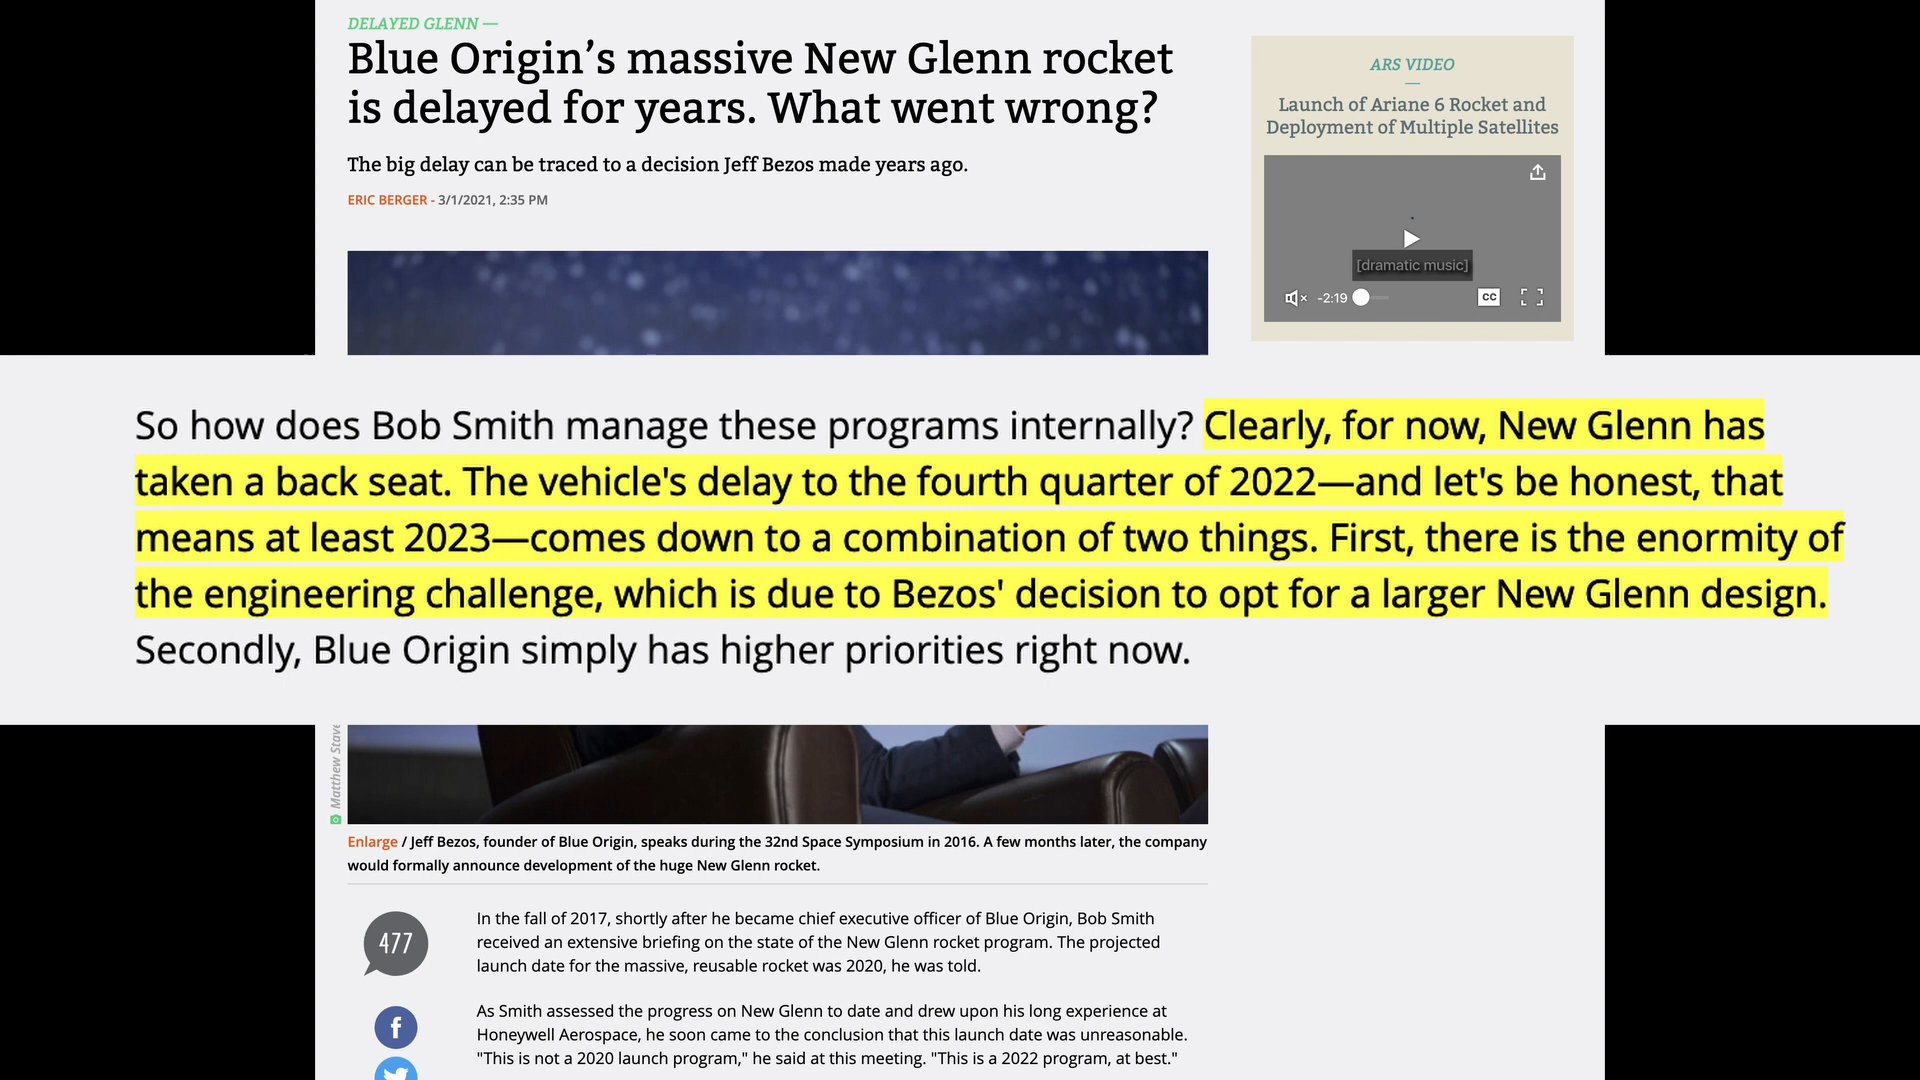 DELAYED GLENN —
Blue Origin’s massive New Glenn rocket
is delayed for years. What went wrong?
The big delay can be traced to a decision Jeff Bezos made years ago.
ERIC BERGER - 3/1/2021, 2:35 PM
ARS VIDEO
Launch of Ariane 6 Rocket and
Deployment of Multiple Satellites
[dramatic music]
-2:19
CC
So how does Bob Smith manage these programs internally? Clearly, for now, New Glenn has
taken a back seat. The vehicle's delay to the fourth quarter of 2022—and let's be honest, that
means at least 2023—comes down to a combination of two things. First, there is the enormity of
the engineering challenge, which is due to Bezos' decision to opt for a larger New Glenn design.
Secondly, Blue Origin simply has higher priorities right now.
Matthew
Enlarge / Jeff Bezos, founder of Blue Origin, speaks during the 32nd Space Symposium in 2016. A few months later, the company
would formally announce development of the huge New Glenn rocket.
477
In the fall of 2017, shortly after he became chief executive officer of Blue Origin, Bob Smith
received an extensive briefing on the state of the New Glenn rocket program. The projected
launch date for the massive, reusable rocket was 2020, he was told.
As Smith assessed the progress on New Glenn to date and drew upon his long experience at
Honeywell Aerospace, he soon came to the conclusion that this launch date was unreasonable.
"This is not a 2020 launch program," he said at this meeting. "This is a 2022 program, at best."